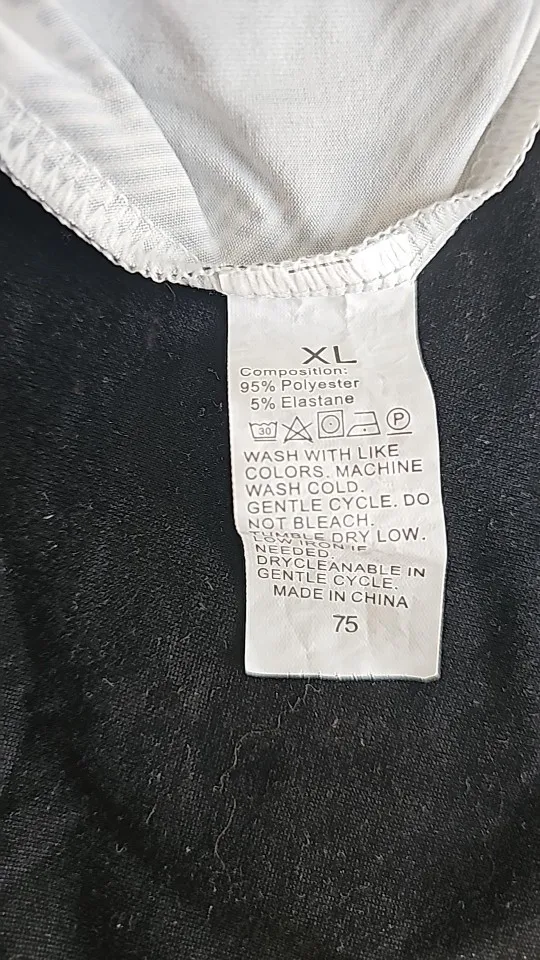 XL
Composition:
95% Polyester
5% Elastane
30 P
WASH WITH LIKE
COLORS. MACHINE
WASH COLD.
GENTLE CYCLE. DO
NOT BLEACH.
TUMBLE DRY LOW.
LOW IRON IF
NEEDED.
DRYCLEANABLE IN
GENTLE CYCLE.
MADE IN CHINA
75